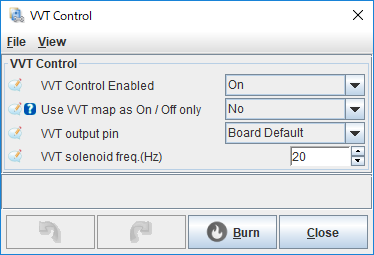 VVT Control
File View
VVT Control
VVT Control Enabled On
Use VVT map as On / Off only No
VVT output pin Board Default
VVT solenoid freq.(Hz) 20
Burn Close